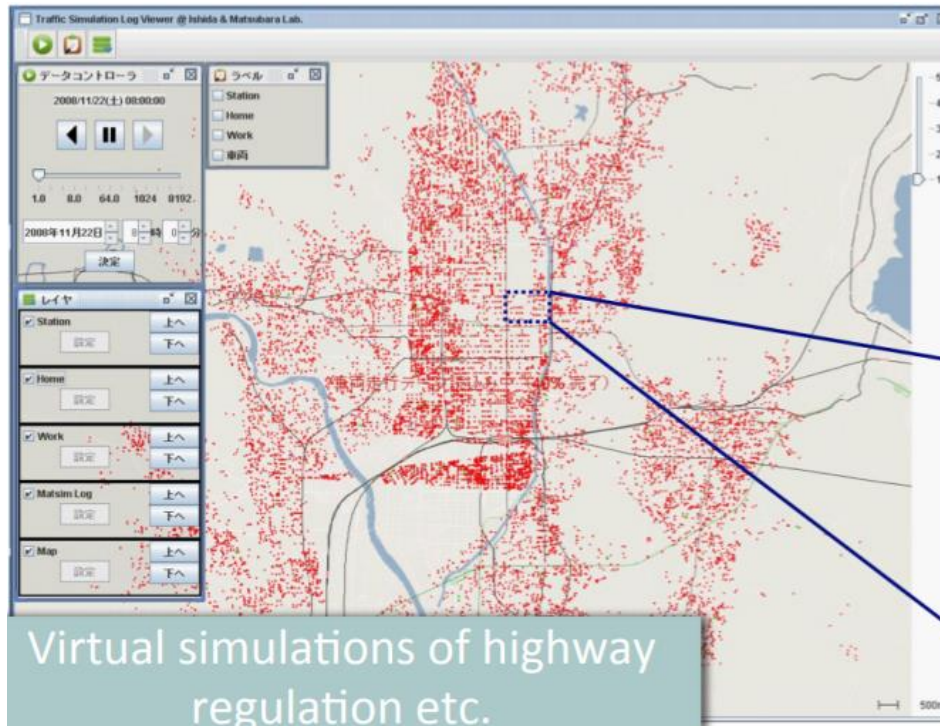 Traffic Simulation Log Viewer @ Ishida & Matsubara Lab.
データコントローラ
2008/11/22(土) 08:00:00
1.0 8.0 64.0 1024 8192
2008年11月22日 8 時 0 分
決定
ラベル
Station
Home
Work
車両
レイヤ
Station 上へ
設定 下へ
Home 上へ
設定 下へ
Work 上へ
設定 下へ
Matsim Log 上へ
設定 下へ
Map 上へ
設定 下へ
Virtual simulations of highway
regulation etc.